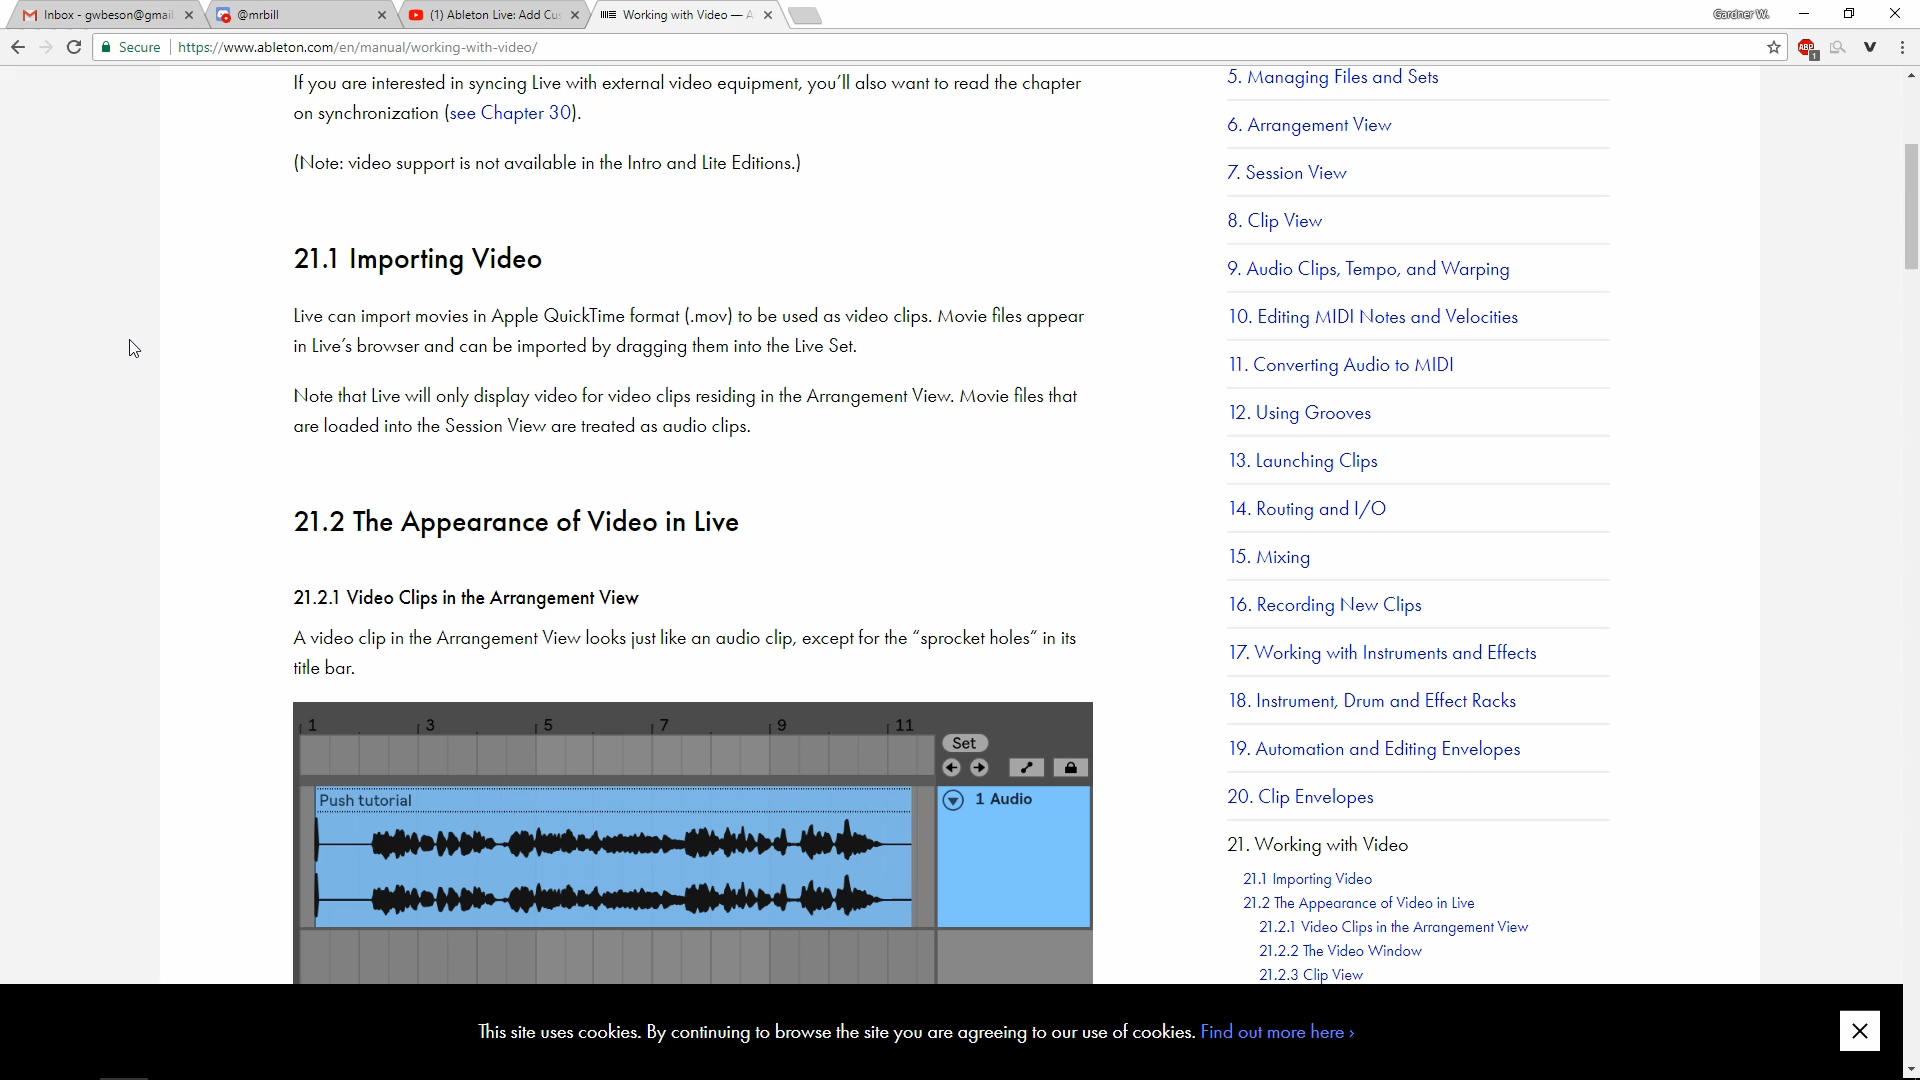 Inbox - gwbeson@gmai
@mrbill
(1) Ableton Live: Add Cu
Working with Video — A
Gardner W.
Secure
https://www.ableton.com/en/manual/working-with-video/
ABP
1
If you are interested in syncing Live with external video equipment, you'll also want to read the chapter
on synchronization (see Chapter 30).
(Note: video support is not available in the Intro and Lite Editions.)
21.1 Importing Video
Live can import movies in Apple QuickTime format (.mov) to be used as video clips. Movie files appear
in Live's browser and can be imported by dragging them into the Live Set.
Note that Live will only display video for video clips residing in the Arrangement View. Movie files that
are loaded into the Session View are treated as audio clips.
21.2 The Appearance of Video in Live
21.2.1 Video Clips in the Arrangement View
A video clip in the Arrangement View looks just like an audio clip, except for the “sprocket holes” in its
title bar.
1 3 5 7 9 11
Set
Push tutorial
1 Audio
5. Managing Files and Sets
6. Arrangement View
7. Session View
8. Clip View
9. Audio Clips, Tempo, and Warping
10. Editing MIDI Notes and Velocities
11. Converting Audio to MIDI
12. Using Grooves
13. Launching Clips
14. Routing and I/O
15. Mixing
16. Recording New Clips
17. Working with Instruments and Effects
18. Instrument, Drum and Effect Racks
19. Automation and Editing Envelopes
20. Clip Envelopes
21. Working with Video
21.1 Importing Video
21.2 The Appearance of Video in Live
21.2.1 Video Clips in the Arrangement View
21.2.2 The Video Window
21.2.3 Clip View
This site uses cookies. By continuing to browse the site you are agreeing to our use of cookies. Find out more here ›